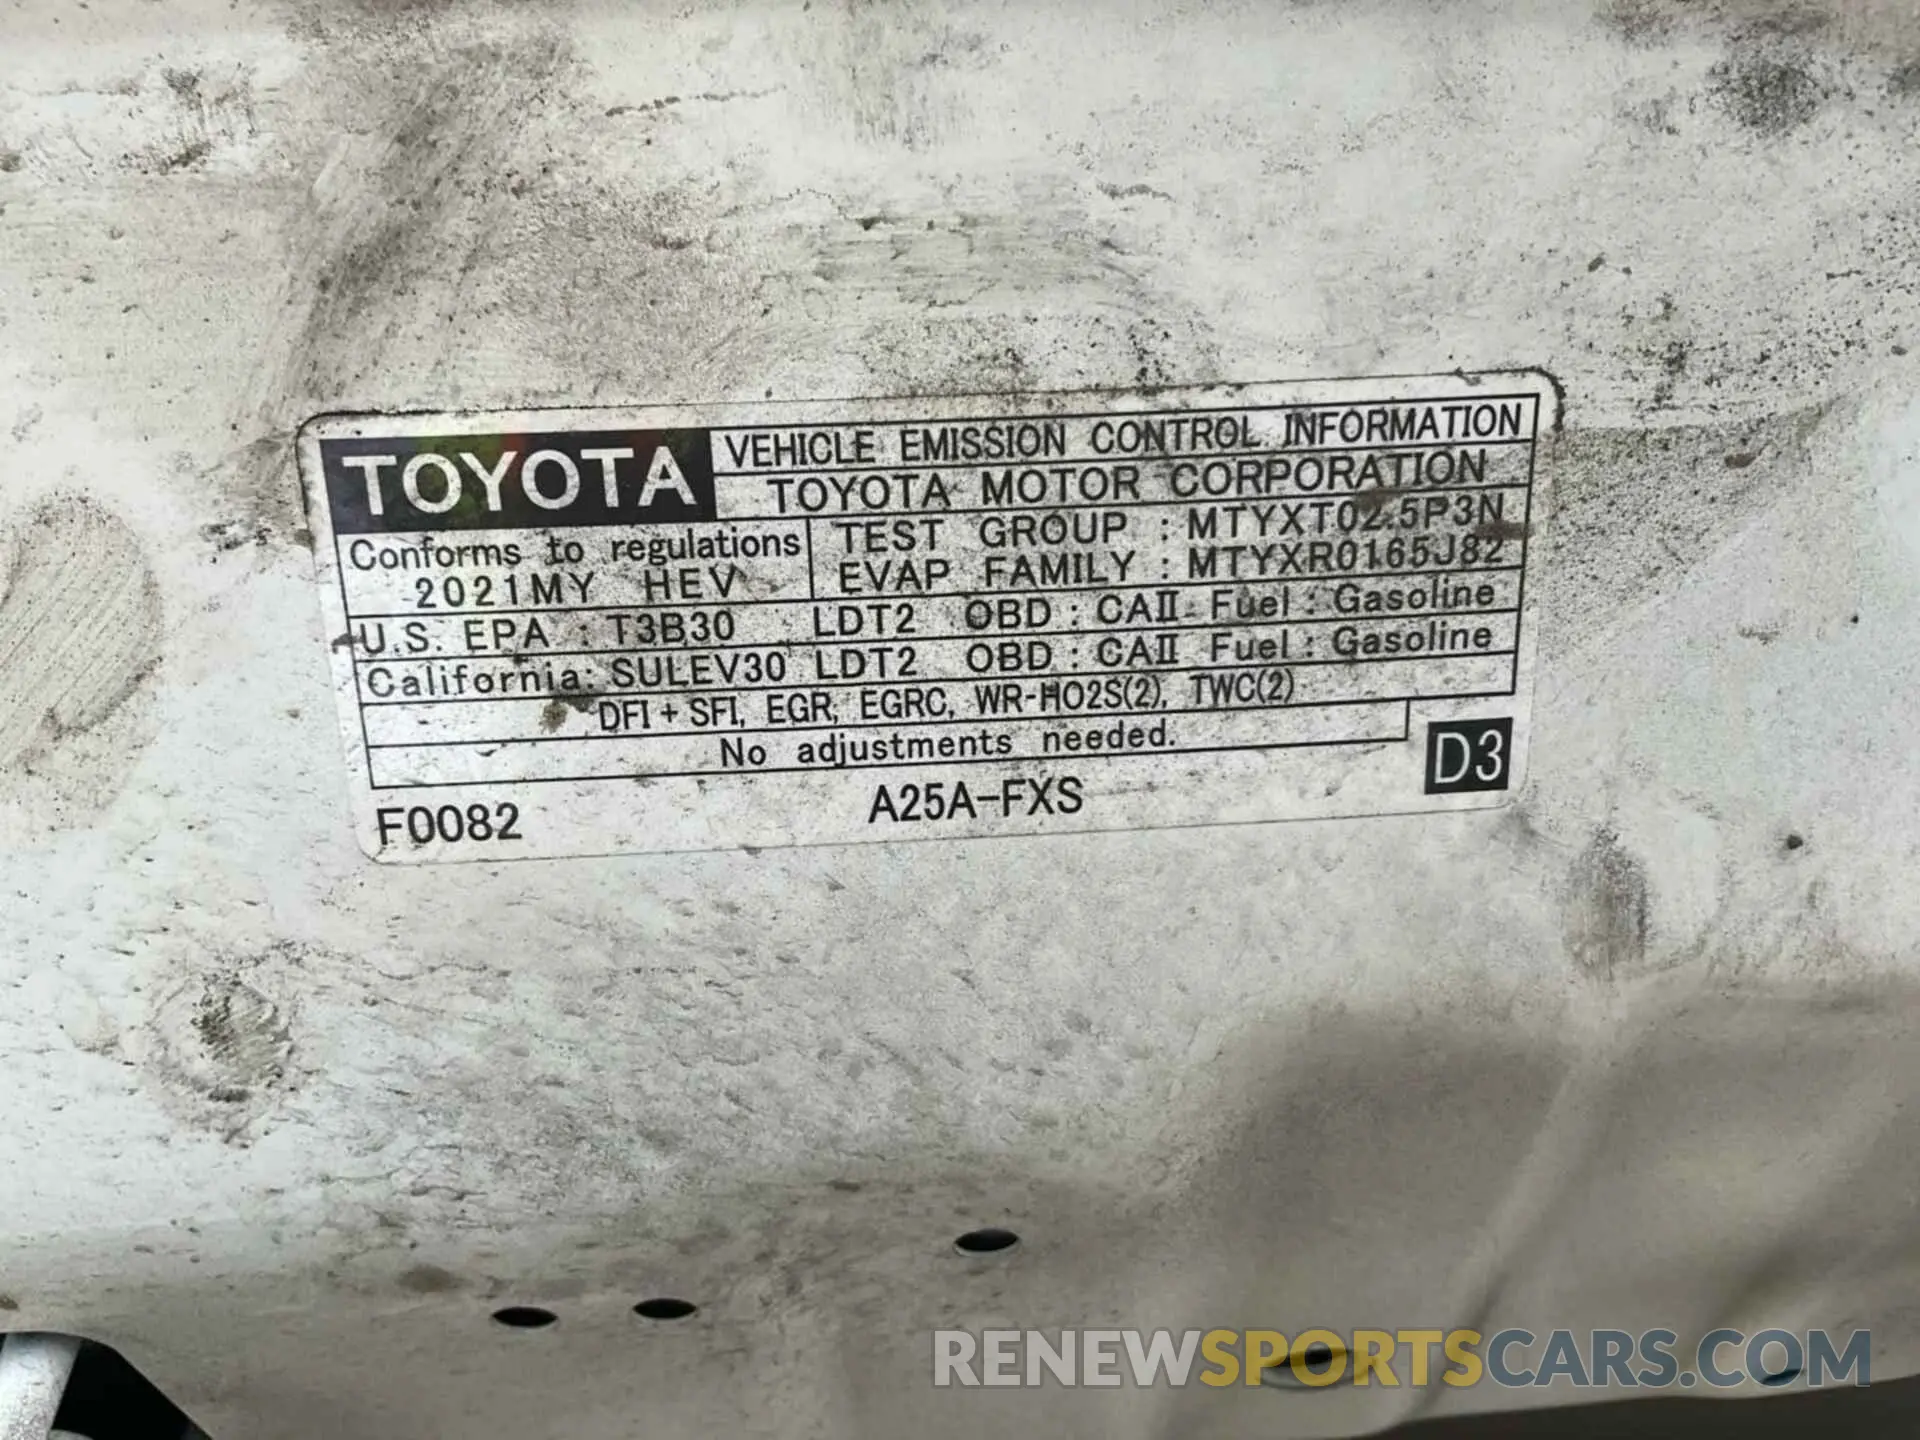 TOYOTA
VEHICLE EMISSION CONTROL INFORMATION
TOYOTA MOTOR CORPORATION
Conforms to regulations
2021MY HEV
TEST GROUP : MTYXT02.5P3N
EVAP FAMILY : MTYXR0165J82
U.S. EPA : T3B30 LDT2 OBD : CAⅡ Fuel : Gasoline
California: SULEV30 LDT2 OBD : CAⅡ Fuel : Gasoline
DFI + SFI, EGR, EGRC, WR-HO2S(2), TWC(2)
No adjustments needed.
D3
F0082
A25A-FXS
RENEWSPORTSCARS.COM